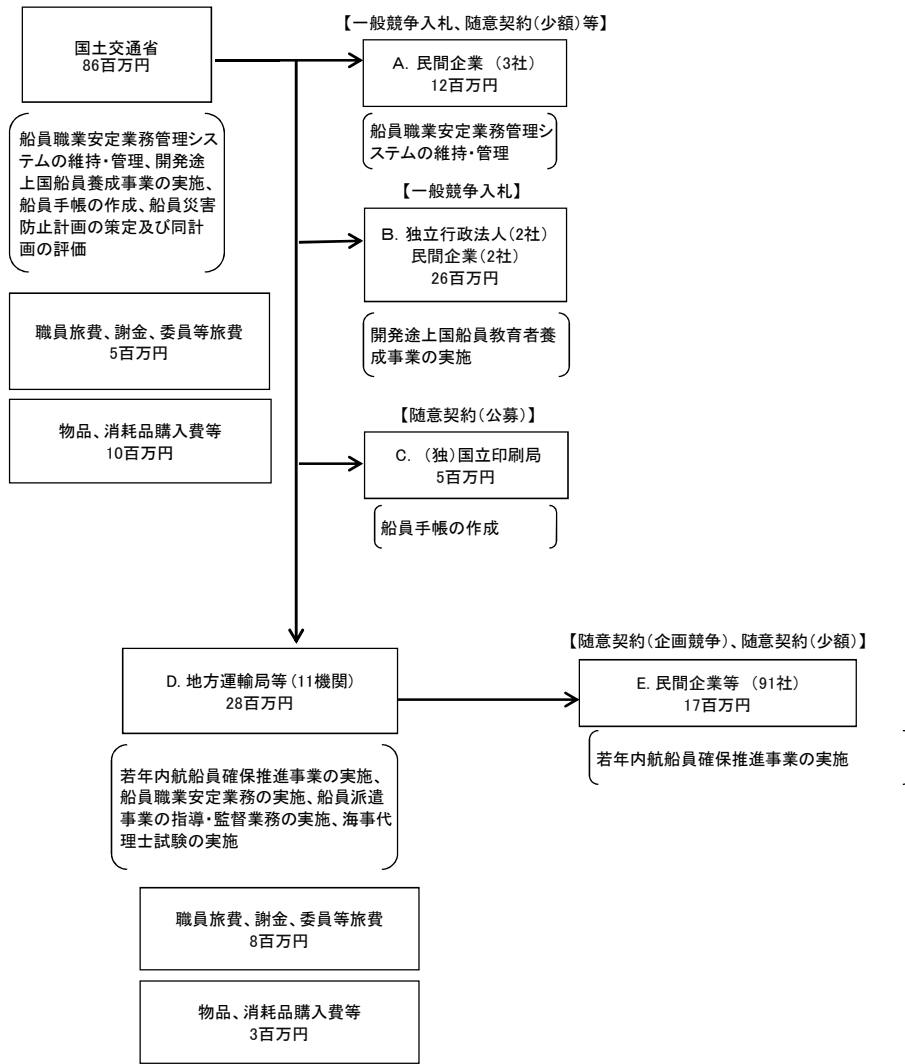 国土交通省
86百万円
船員職業安定業務管理シス
テムの維持・管理、開発途
上国船員養成事業の実施、
船員手帳の作成、船員災害
防止計画の策定及び同計
画の評価
職員旅費、謝金、委員等旅費
5百万円
物品、消耗品購入費等
10百万円
【一般競争入札、随意契約(少額)等】
A. 民間企業 (3社)
12百万円
船員職業安定業務管理シ
ステムの維持・管理
【一般競争入札】
B. 独立行政法人(2社)
民間企業(2社)
26百万円
開発途上国船員教育者養
成事業の実施
【随意契約(公募)】
C. (独)国立印刷局
5百万円
船員手帳の作成
D. 地方運輸局等(11機関)
28百万円
若年内航船員確保推進事業の実施、
船員職業安定業務の実施、船員派遣
事業の指導・監督業務の実施、海事代
理士試験の実施
職員旅費、謝金、委員等旅費
8百万円
物品、消耗品購入費等
3百万円
【随意契約(企画競争)、随意契約(少額)】
E. 民間企業等 (91社)
17百万円
若年内航船員確保推進事業の実施